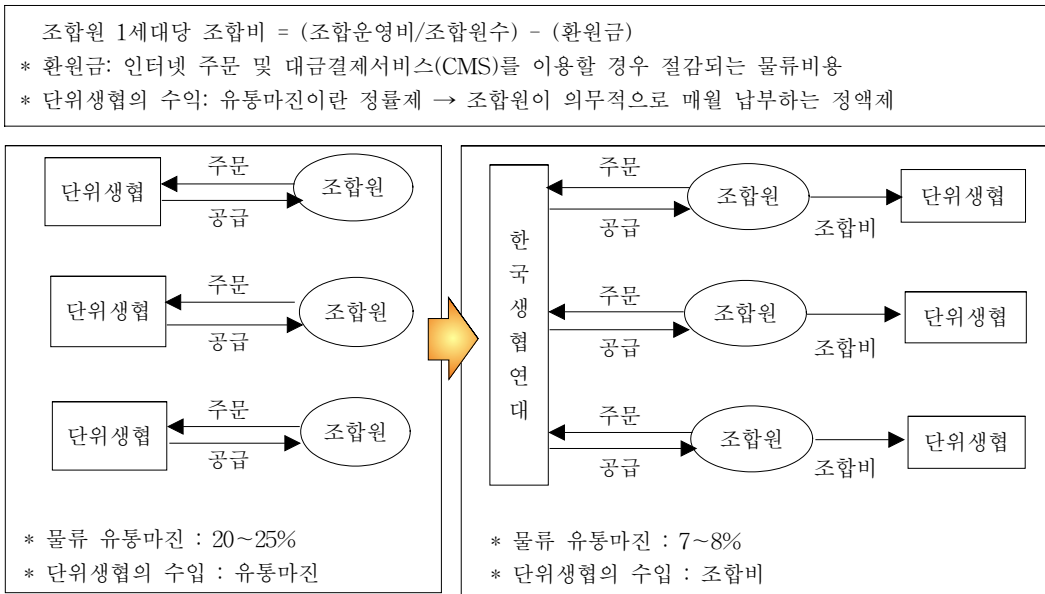 조합원 1세대당 조합비 = (조합운영비/조합원수) - (환원금)
* 환원금: 인터넷 주문 및 대금결제서비스(CMS)를 이용할 경우 절감되는 물류비용
* 단위생협의 수익: 유통마진이란 정률제 → 조합원이 의무적으로 매월 납부하는 정액제
단위생협
주문
공급
조합원
단위생협
주문
공급
조합원
단위생협
주문
공급
조합원
* 물류 유통마진 : 20~25%
* 단위생협의 수입 : 유통마진
한국생협연대
주문
공급
조합원
조합비
단위생협
주문
공급
조합원
조합비
단위생협
주문
공급
조합원
조합비
단위생협
* 물류 유통마진 : 7~8%
* 단위생협의 수입 : 조합비